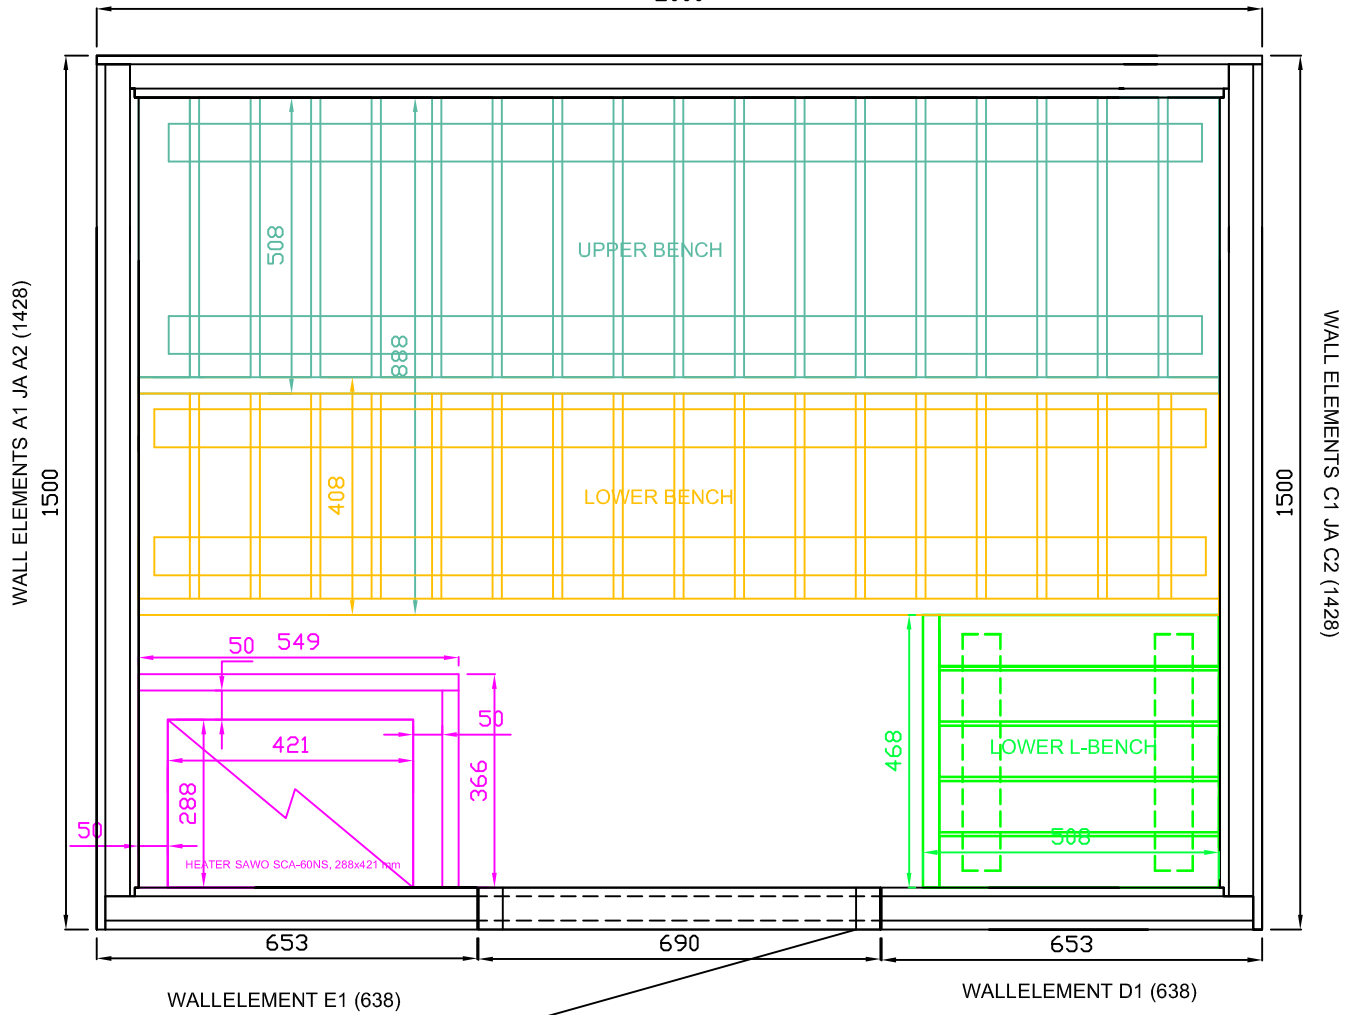 508
UPPER BENCH
888
WALL ELEMENTS A1 JA A2 (1428)
1500
WALL ELEMENTS C1 JA C2 (1428)
1500
408
LOWER BENCH
50
549
50
421
366
288
50
HEATER SAWO SCA-60NS, 288x421 mm
468
LOWER L-BENCH
508
653
690
653
WALLELEMENT E1 (638)
WALLELEMENT D1 (638)